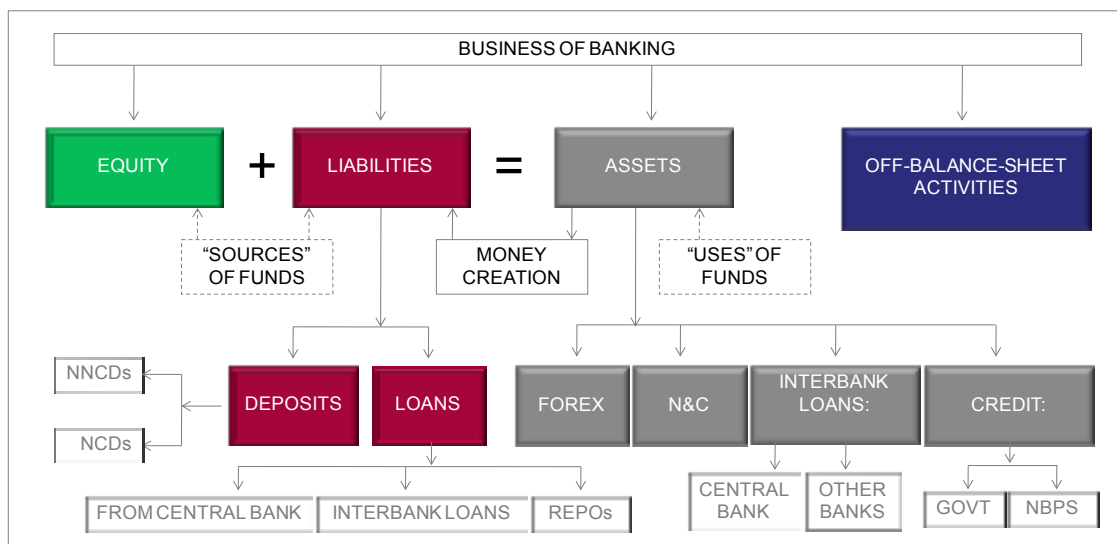 BUSINESS OF BANKING
EQUITY
+
LIABILITIES
=
ASSETS
OFF-BALANCE-SHEET
ACTIVITIES
“SOURCES”
OF FUNDS
MONEY
CREATION
“USES” OF
FUNDS
NNCDs
NCDs
DEPOSITS
LOANS
FOREX
N&C
INTERBANK
LOANS:
CREDIT:
FROM CENTRAL BANK
INTERBANK LOANS
REPOs
CENTRAL
BANK
OTHER
BANKS
GOVT
NBPS